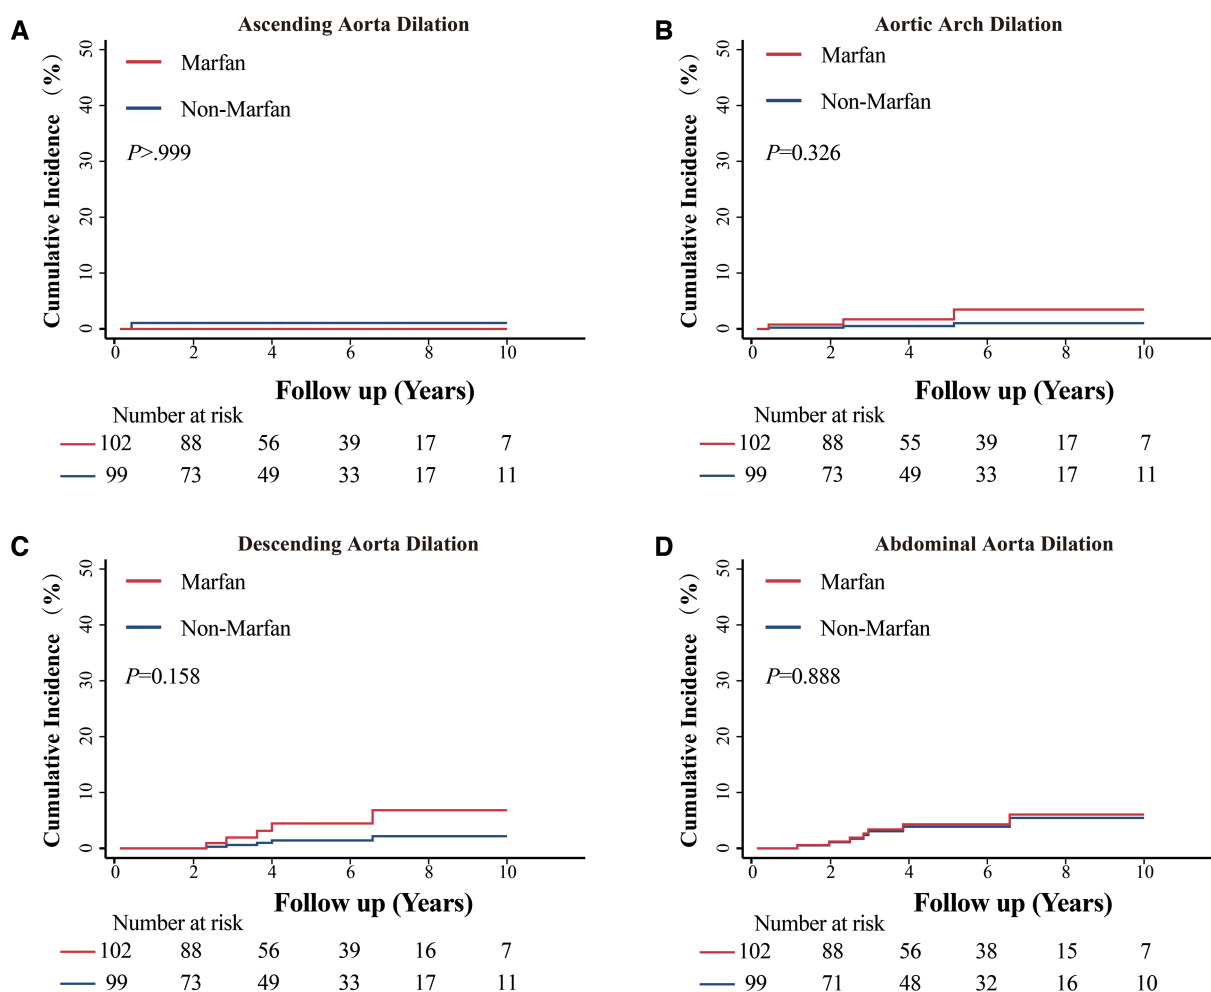 A
Ascending Aorta Dilation
Cumulative Incidence (%)
50
40
30
20
10
0
Marfan
Non-Marfan
P>.999
0 2 4 6 8 10
Follow up (Years)
Number at risk
102 88 56 39 17 7
99 73 49 33 17 11
B
Aortic Arch Dilation
Cumulative Incidence (%)
50
40
30
20
10
0
Marfan
Non-Marfan
P=0.326
0 2 4 6 8 10
Follow up (Years)
Number at risk
102 88 55 39 17 7
99 73 49 33 17 11
C
Descending Aorta Dilation
Cumulative Incidence (%)
50
40
30
20
10
0
Marfan
Non-Marfan
P=0.158
0 2 4 6 8 10
Follow up (Years)
Number at risk
102 88 56 39 16 7
99 73 49 33 17 11
D
Abdominal Aorta Dilation
Cumulative Incidence (%)
50
40
30
20
10
0
Marfan
Non-Marfan
P=0.888
0 2 4 6 8 10
Follow up (Years)
Number at risk
102 88 56 38 15 7
99 71 48 32 16 10